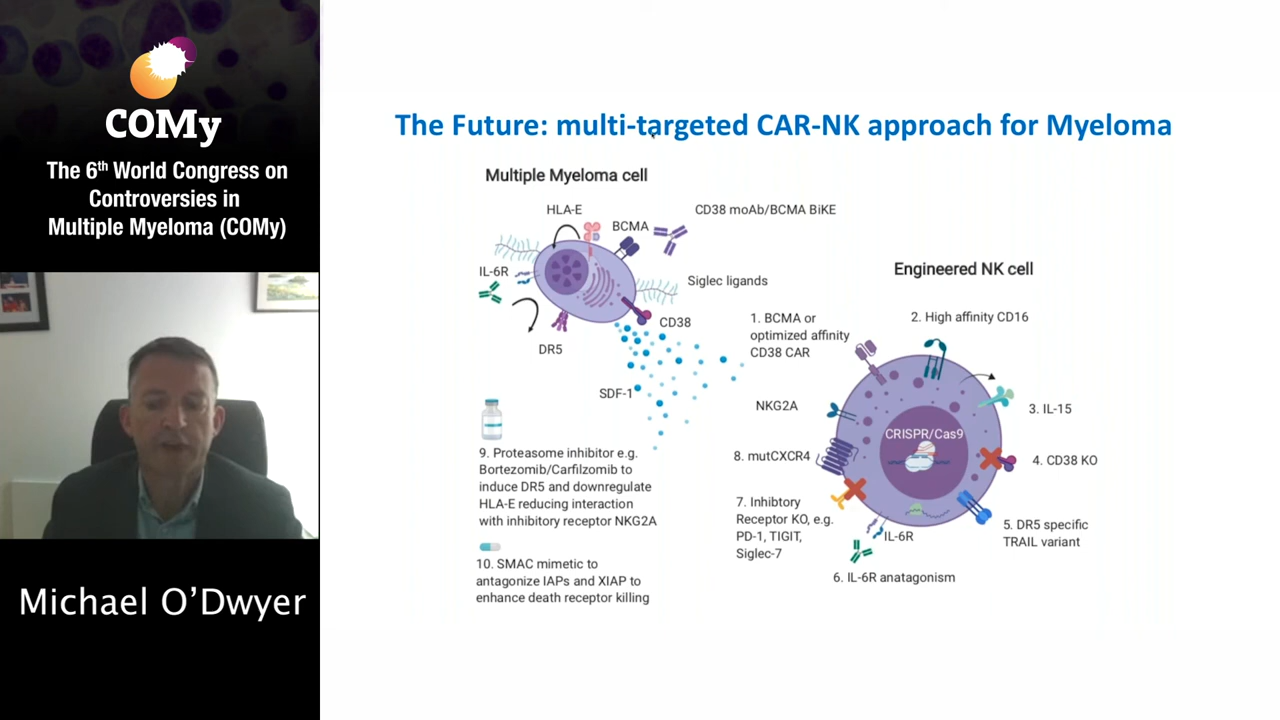 COMy
The 6th World Congress on
Controversies in
Multiple Myeloma (COMy)
Michael O'Dwyer
The Future: multi-targeted CAR-NK approach for Myeloma
Multiple Myeloma cell
HLA-E
BCMA
CD38 moAb/BCMA BiKE
IL-6R
Siglec ligands
CD38
DR5
SDF-1
9. Proteasome inhibitor e.g.
Bortezomib/Carfilzomib to
induce DR5 and downregulate
HLA-E reducing interaction
with inhibitory receptor NKG2A
10. SMAC mimetic to
antagonize IAPs and XIAP to
enhance death receptor killing
Engineered NK cell
1. BCMA or
optimized affinity
CD38 CAR
2. High affinity CD16
NKG2A
3. IL-15
CRISPR/Cas9
8. mutCXCR4
4. CD38 KO
7. Inhibtory
Receptor KO, e.g.
PD-1, TIGIT,
Siglec-7
IL-6R
5. DR5 specific
TRAIL variant
6. IL-6R anatagonism